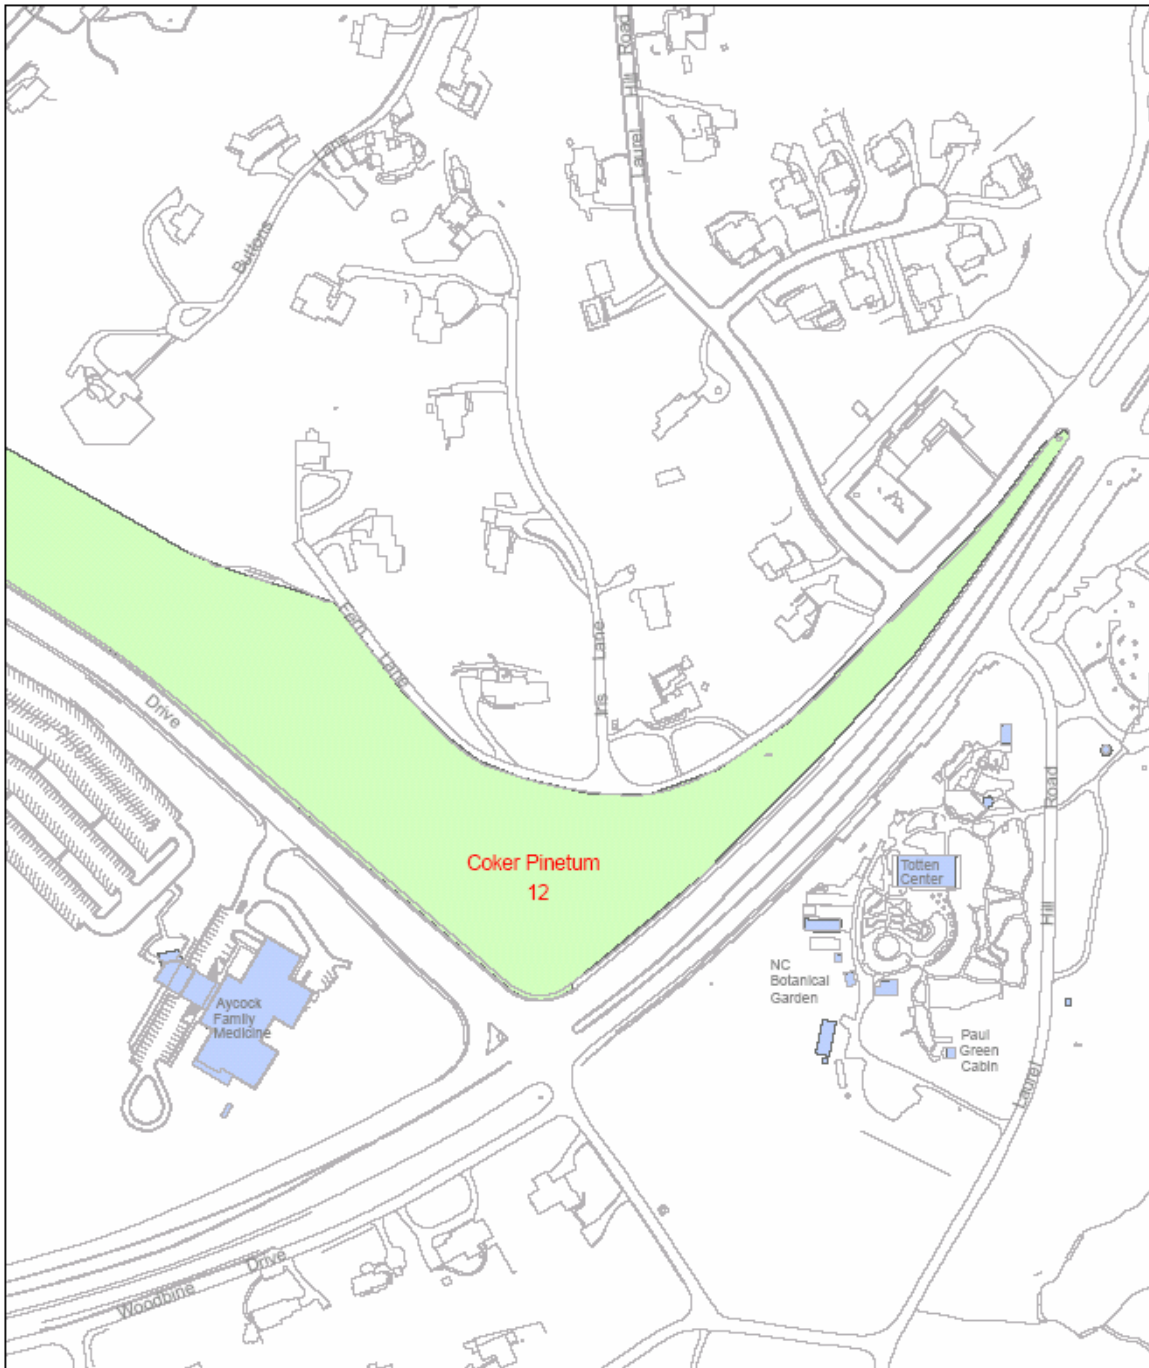 Laurel Hill Road
Buttons Lane
Fern Lane
Iris Lane
Drive
Coker Pinetum
12
Totten
Center
Laurel Hill Road
NC
Botanical
Garden
Aycock
Family
Medicine
Paul
Green
Cabin
Woodbine Drive